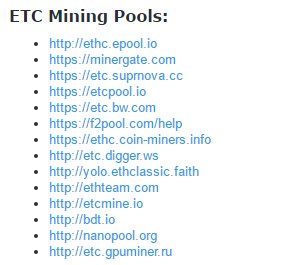 ETC Mining Pools:
http://ethc.epool.io
https://minergate.com
https://etc.suprnova.cc
https://etcpool.io
https://etc.bw.com
https://f2pool.com/help
https://ethc.coin-miners.info
http://etc.digger.ws
http://yolo.ethclassic.faith
http://ethteam.com
http://etcmine.io
http://bdt.io
http://nanopool.org
http://etc.gpuminer.ru